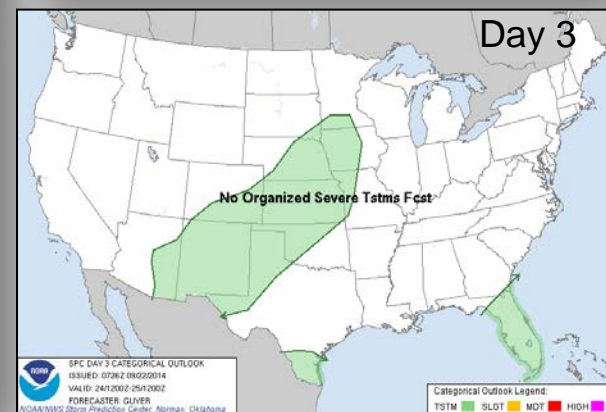 Day 3
No Organized Severe Tstms Fcst
NOAA
SPC DAY 3 CATEGORICAL OUTLOOK
ISSUED: 0726Z 09/22/2014
VALID: 24/1200Z-25/1200Z
FORECASTER: GUYER
NOAA/NWS Storm Prediction Center, Norman, Oklahoma
Categorical Outlook Legend:
TSTM SLGT MDT HIGH